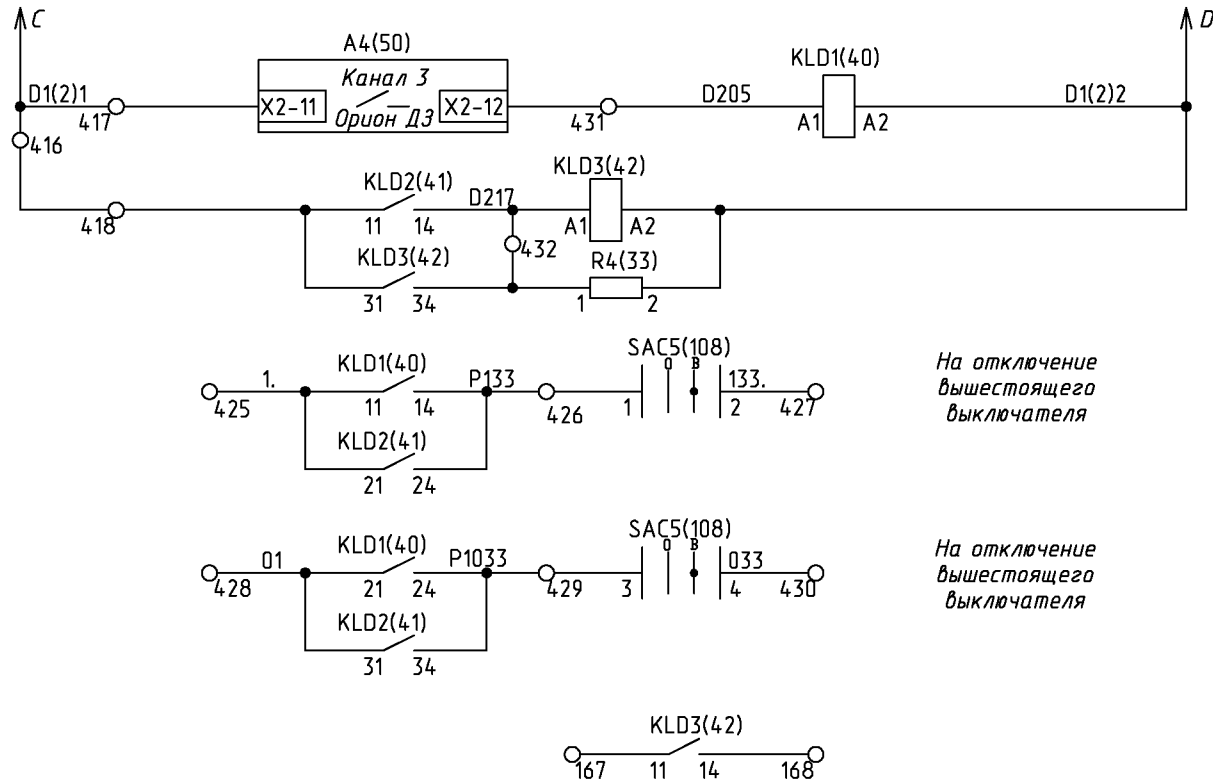 C
D
A4(50)
KLD1(40)
Канал 3
D1(2)1
X2-11
X2-12
D205
D1(2)2
417
Орион ДЗ
431
A1
A2
416
KLD2(41)
KLD3(42)
D217
418
11
14
A1
A2
432
KLD3(42)
R4(33)
31
34
1
2
SAC5(108)
KLD1(40)
О
В
На отключение
вышестоящего
выключателя
1.
P133
133.
425
11
14
426
1
2
427
KLD2(41)
21
24
SAC5(108)
KLD1(40)
О
В
На отключение
вышестоящего
выключателя
01
P1033
033
428
21
24
429
3
4
430
KLD2(41)
31
34
KLD3(42)
167
11
14
168